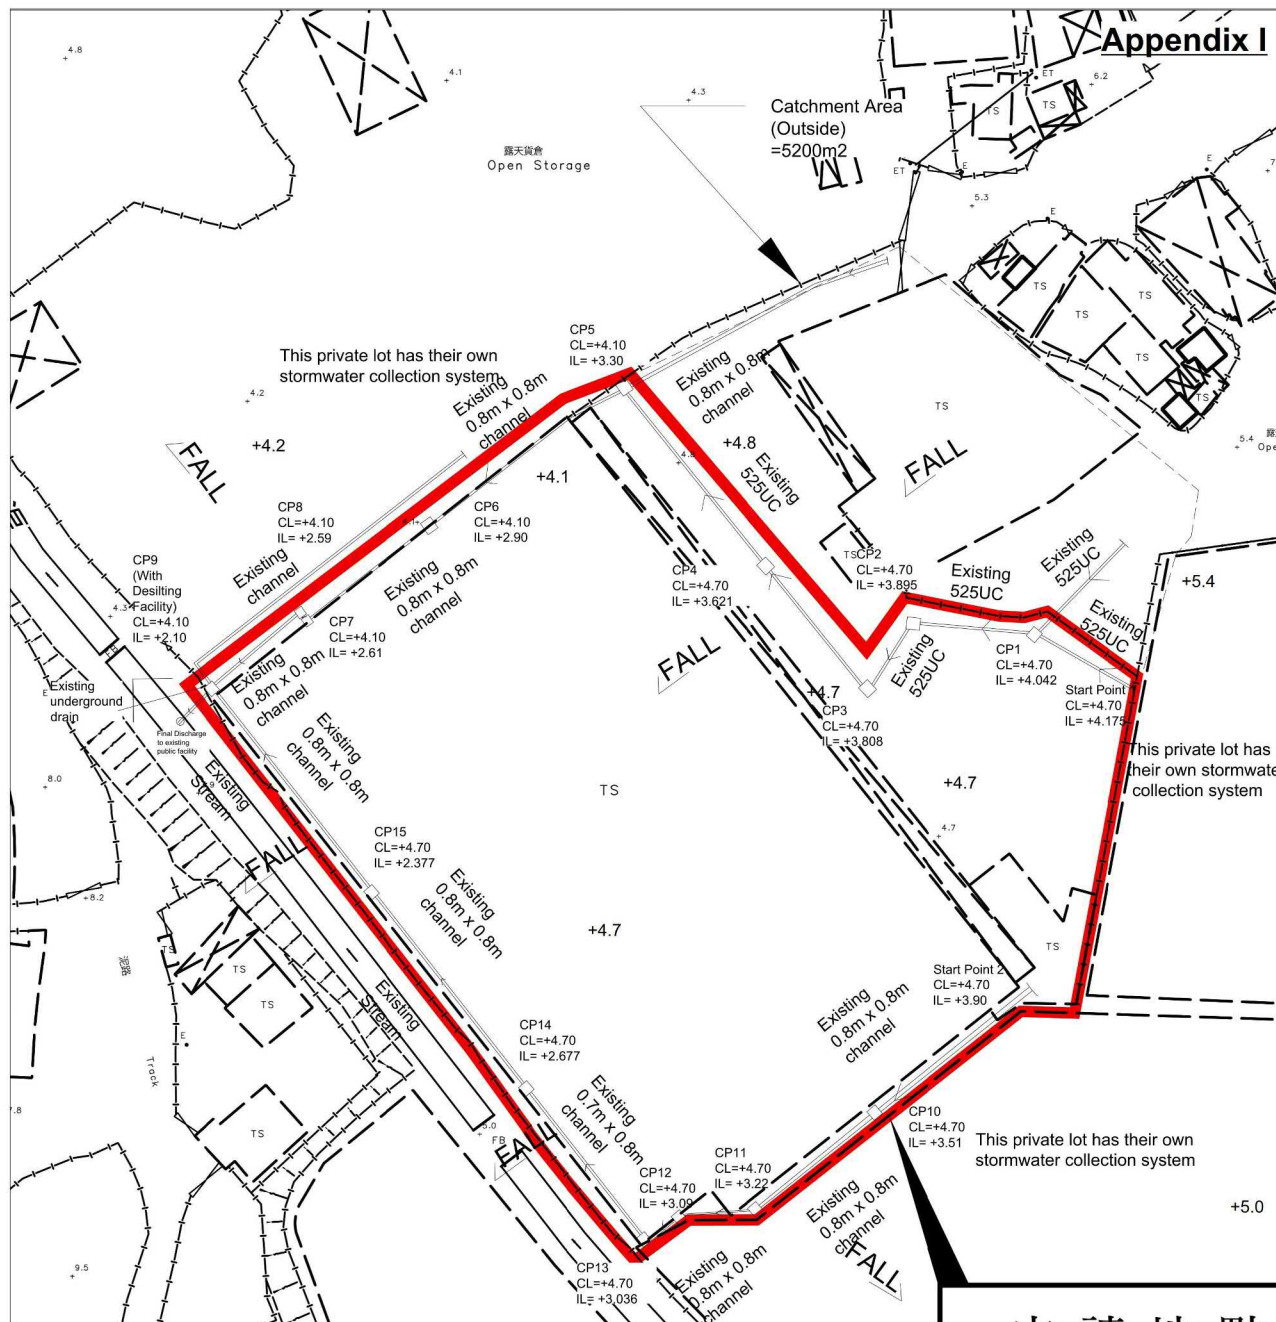 Appendix I
4.8
4.1
4.3
Catchment Area
(Outside)
=5200m2
ET
6.2
TS
TS
露天貨倉
Open Storage
ET
E
E
5.3
E
TS
TS
TS
TS
TS
5.4
CP5
CL=+4.10
IL= +3.30
This private lot has their own
stormwater collection system
4.2
+4.2
FALL
Existing
0.8m x 0.8m
channel
Existing
0.8m x 0.8m
channel
+4.8
4.8
Existing
525UC
FALL
+4.1
CP8
CL=+4.10
IL= +2.59
CP6
CL=+4.10
IL= +2.90
CP9
(With
Desilting
Facility)
CL=+4.10
IL= +2.10
4.3
Existing
channel
Existing
0.8m x 0.8m
channel
CP7
CL=+4.10
IL= +2.61
CP4
CL=+4.70
IL= +3.621
TS
CP2
CL=+4.70
IL= +3.895
Existing
525UC
Existing
525UC
Existing
525UC
+5.4
CP1
CL=+4.70
IL= +4.042
Start Point
CL=+4.70
IL= +4.175
FALL
Existing
525UC
+4.7
CP3
CL=+4.70
IL= +3.808
Existing
underground
drain
E
Final Discharge
to existing
public facility
Existing
0.8m x 0.8m
channel
Existing
0.8m x 0.8m
channel
Existing
Stream
8.0
TS
+4.7
4.7
This private lot has
their own stormwate
collection system
FALL
CP15
CL=+4.70
IL= +2.377
Existing
0.8m x 0.8m
channel
8.2
+4.7
TS
TS
TS
TS
泥路
Track
E
Existing
Stream
Start Point 2
CL=+4.70
IL= +3.90
Existing
0.8m x 0.8m
channel
CP14
CL=+4.70
IL= +2.677
Existing
0.7m x 0.8m
channel
7.8
TS
5.0
FB
FALL
CP10
CL=+4.70
IL= +3.51
This private lot has their own
stormwater collection system
CP11
CL=+4.70
IL= +3.22
CP12
CL=+4.70
IL= +3.09
+5.0
Existing
0.8m x 0.8m
channel
FALL
CP13
CL=+4.70
IL= +3.036
Existing
0.8m x 0.8m
channel
9.5